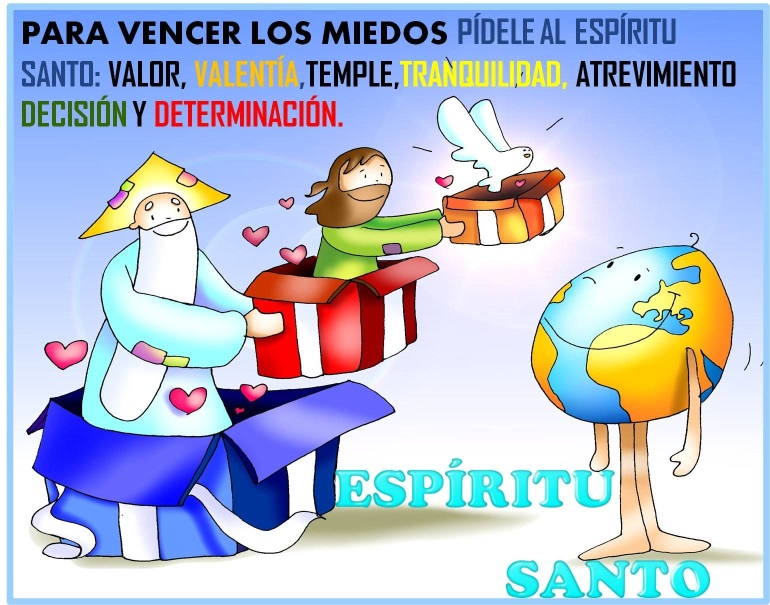 PARA VENCER LOS MIEDOS PÍDELE AL ESPÍRITU
SANTO: VALOR, VALENTÍA,TEMPLE,TRANQUILIDAD, ATREVIMIENTO
DECISIÓN Y DETERMINACIÓN.
ESPÍRITU
SANTO